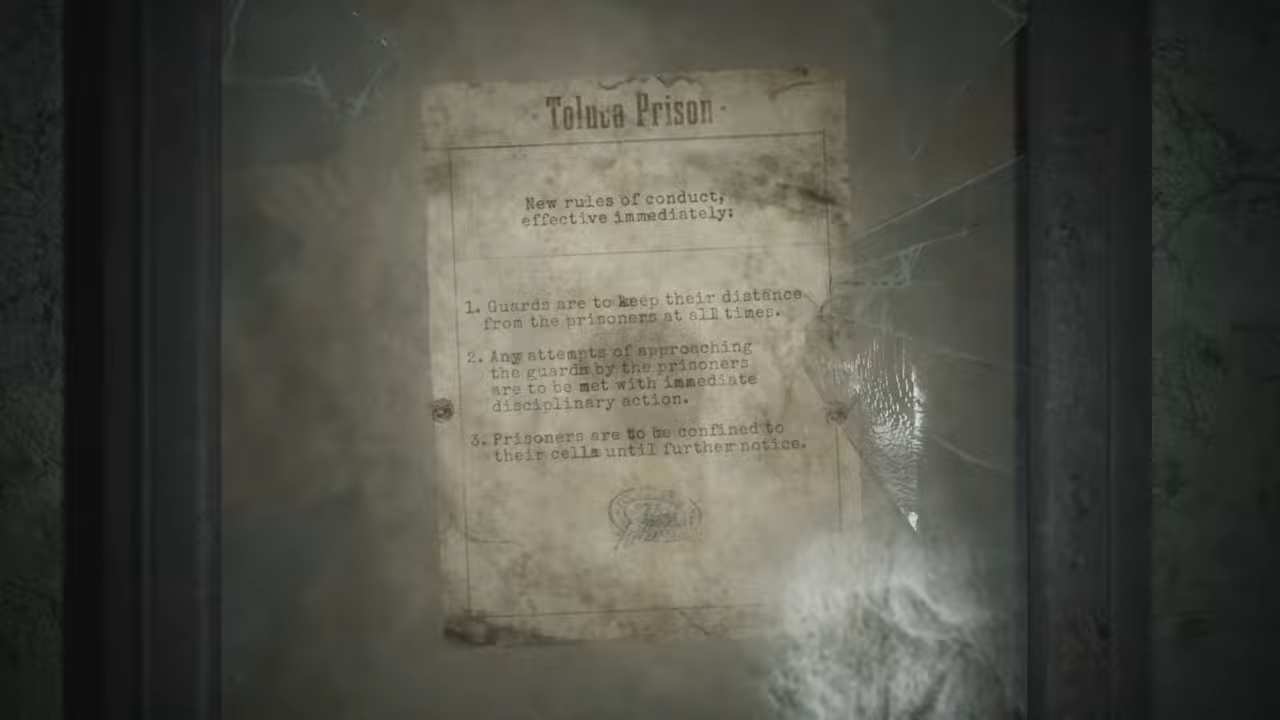 · Toluca Prison ·
New rules of conduct,
effective immediately:
1. Guards are to keep their distance
from the prisoners at all times.
2. Any attempts of approaching
the guards by the prisoners
are to be met with immediate
disciplinary action.
3. Prisoners are to be confined to
their cells until further notice.